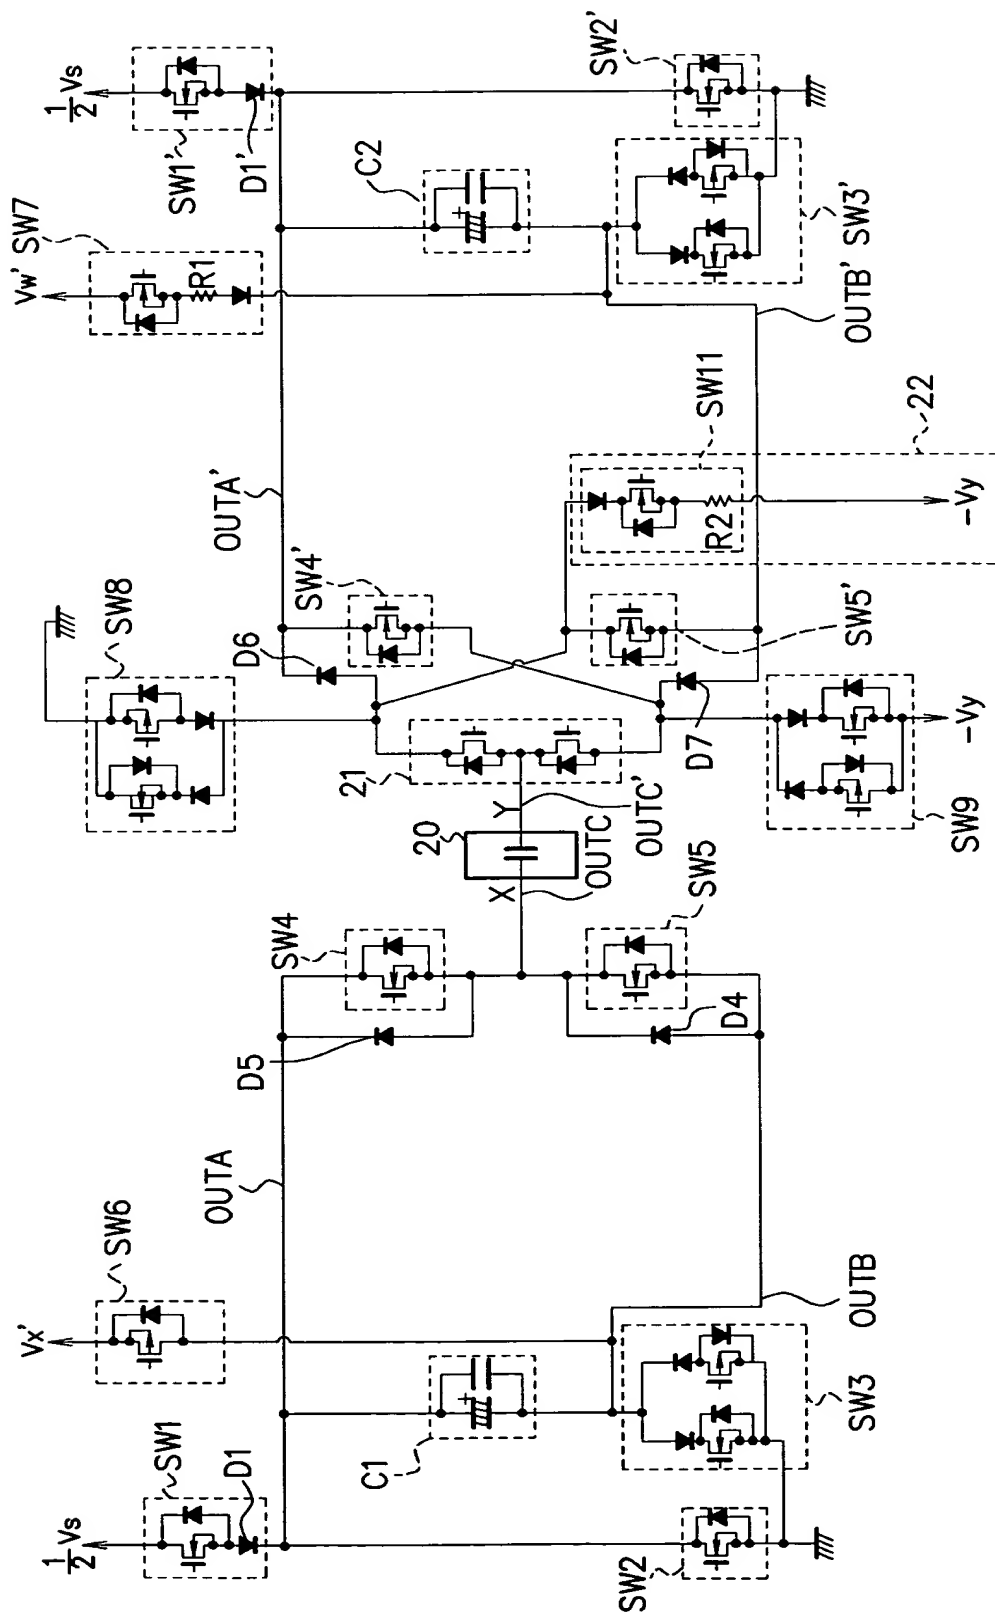 1/2 Vs
SW1
D1
Vx'
SW6
C1
SW2
SW3
OUTB
OUTA
D5
SW4
D4
SW5
X
20
Y
OUTC
OUTC'
21
SW8
D6
SW4'
D7
SW9
-Vy
SW5'
OUTA'
SW11
R2
22
-Vy
Vw'
SW7
R1
C2
OUTB'
SW3'
1/2 Vs
SW1'
D1'
SW2'
+
+